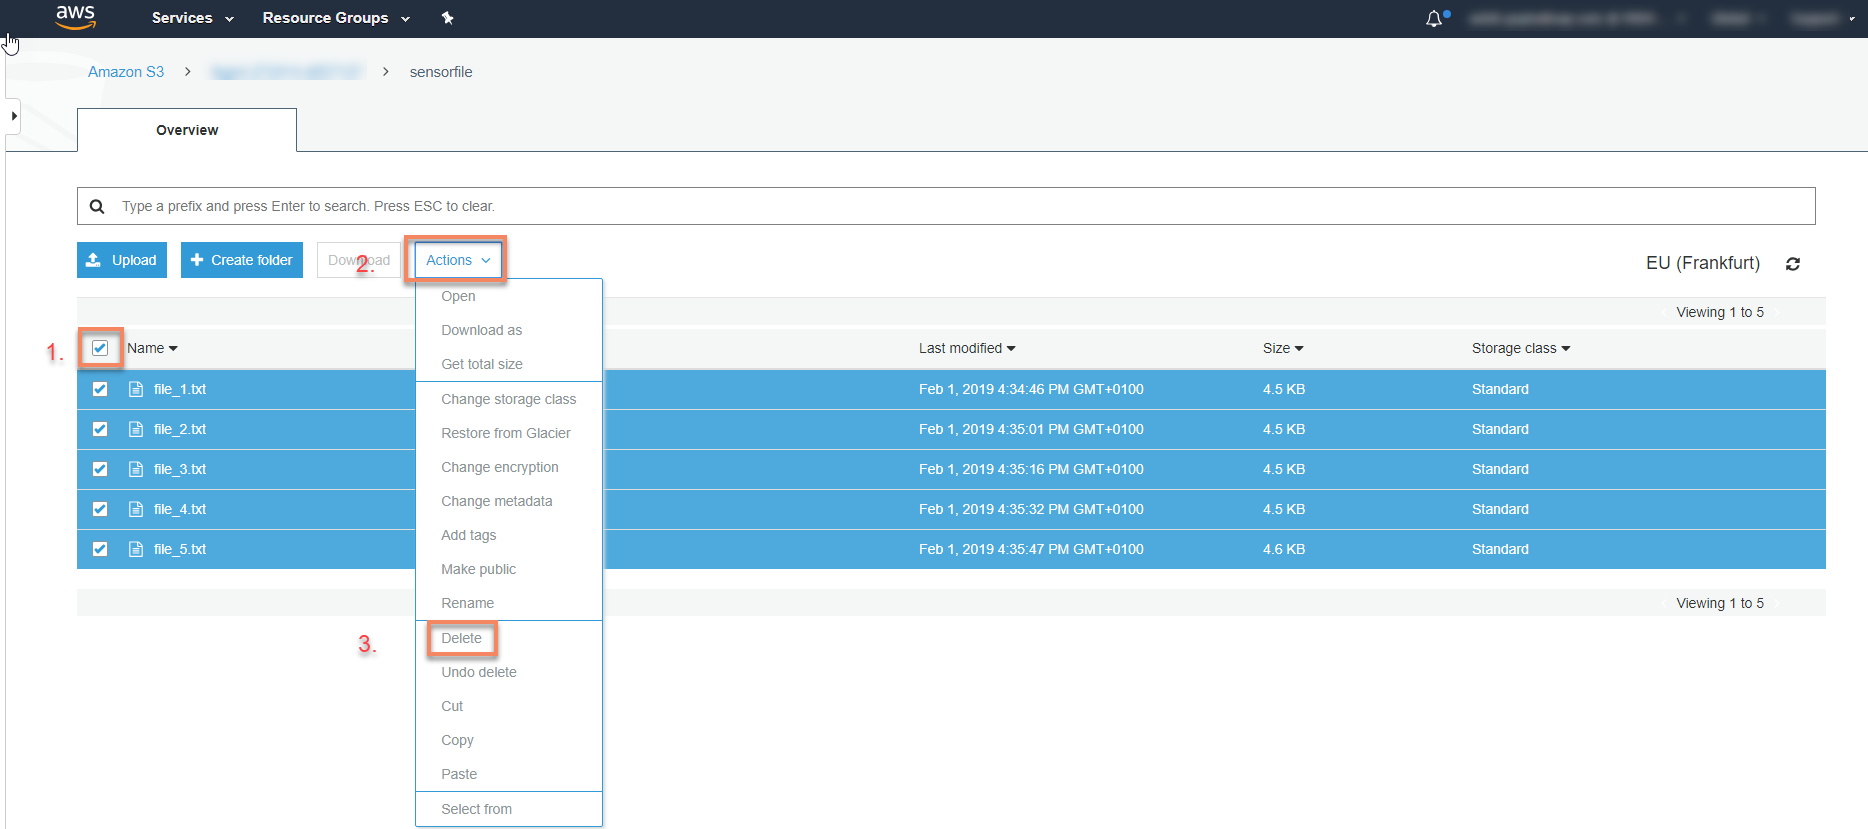 aws Services Resource Groups
Amazon S3 > > sensorfile
Overview
Type a prefix and press Enter to search. Press ESC to clear.
Upload Create folder Download 2. Actions EU (Frankfurt)
Open
Viewing 1 to 5
Download as
1. Name Last modified Size Storage class
Get total size
file_1.txt Feb 1, 2019 4:34:46 PM GMT+0100 4.5 KB Standard
Change storage class
file_2.txt Feb 1, 2019 4:35:01 PM GMT+0100 4.5 KB Standard
Restore from Glacier
file_3.txt Feb 1, 2019 4:35:16 PM GMT+0100 4.5 KB Standard
Change encryption
Change metadata
file_4.txt Feb 1, 2019 4:35:32 PM GMT+0100 4.5 KB Standard
Add tags
file_5.txt Feb 1, 2019 4:35:47 PM GMT+0100 4.6 KB Standard
Make public
Rename
Viewing 1 to 5
3. Delete
Undo delete
Cut
Copy
Paste
Select from